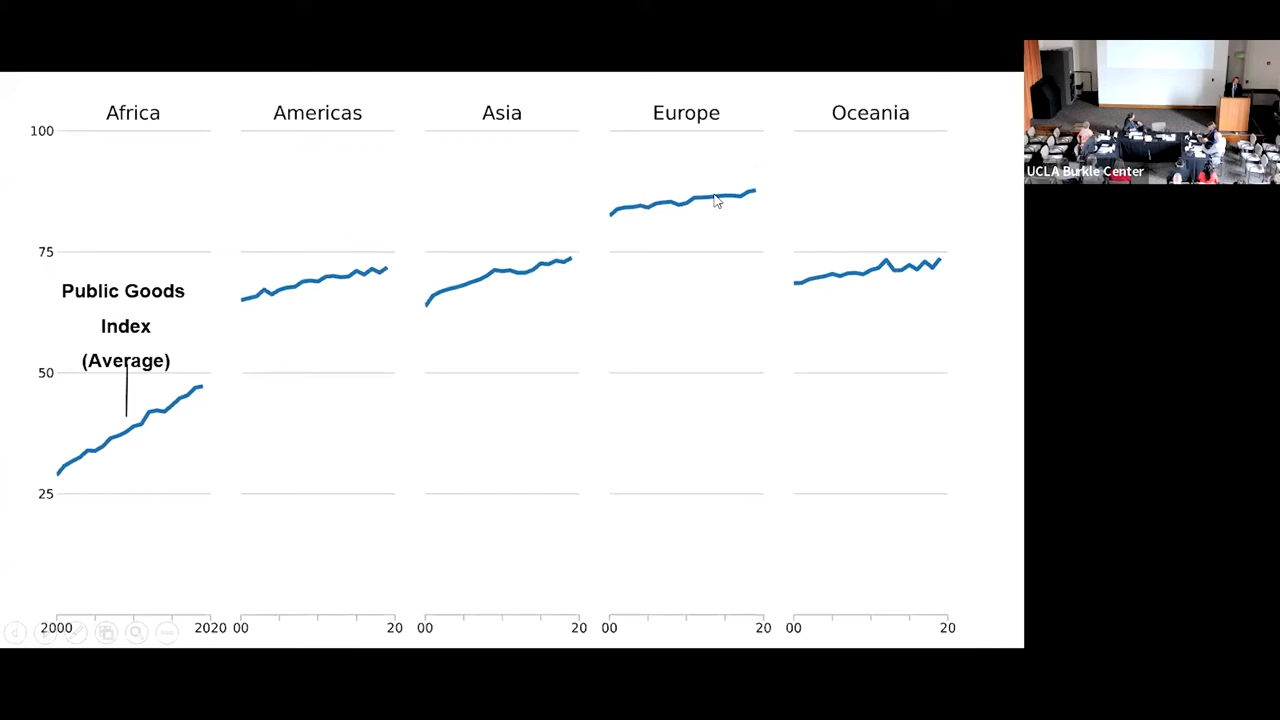 Africa
Americas
Asia
Europe
Oceania
100
75
50
25
Public Goods
Index
(Average)
2000
2020
00
20
00
20
00
20
00
20
UCLA Burkle Center